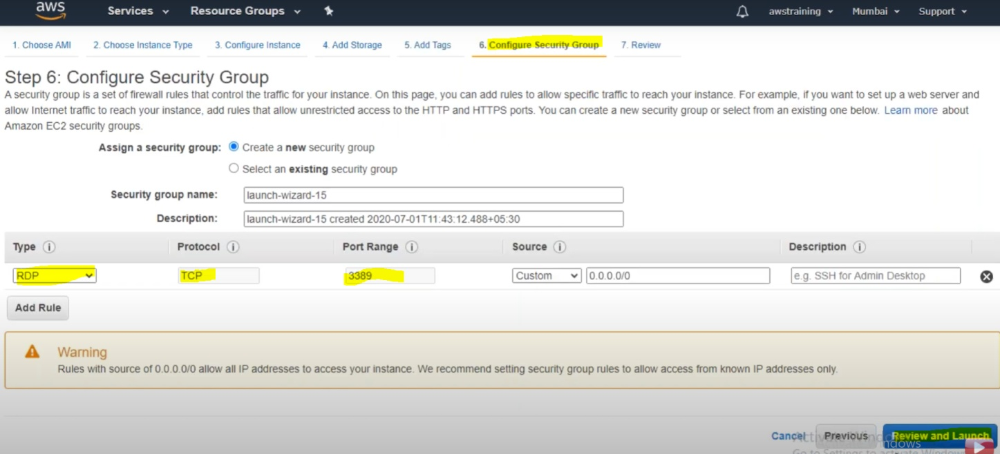 aws Services Resource Groups awstraining Mumbai Support
1. Choose AMI 2. Choose Instance Type 3. Configure Instance 4. Add Storage 5. Add Tags 6. Configure Security Group 7. Review
Step 6: Configure Security Group
A security group is a set of firewall rules that control the traffic for your instance. On this page, you can add rules to allow specific traffic to reach your instance. For example, if you want to set up a web server and
allow Internet traffic to reach your instance, add rules that allow unrestricted access to the HTTP and HTTPS ports. You can create a new security group or select from an existing one below. Learn more about
Amazon EC2 security groups.
Assign a security group: Create a new security group
Select an existing security group
Security group name: launch-wizard-15
Description: launch-wizard-15 created 2020-07-01T11:43:12.488+05:30
Type i Protocol i Port Range i Source i Description i
RDP TCP 3389 Custom 0.0.0.0/0 e.g. SSH for Admin Desktop
Add Rule
Warning
Rules with source of 0.0.0.0/0 allow all IP addresses to access your instance. We recommend setting security group rules to allow access from known IP addresses only.
Cancel Previous Review and Launch
Activate Windows
Go to Settings to activate Windows